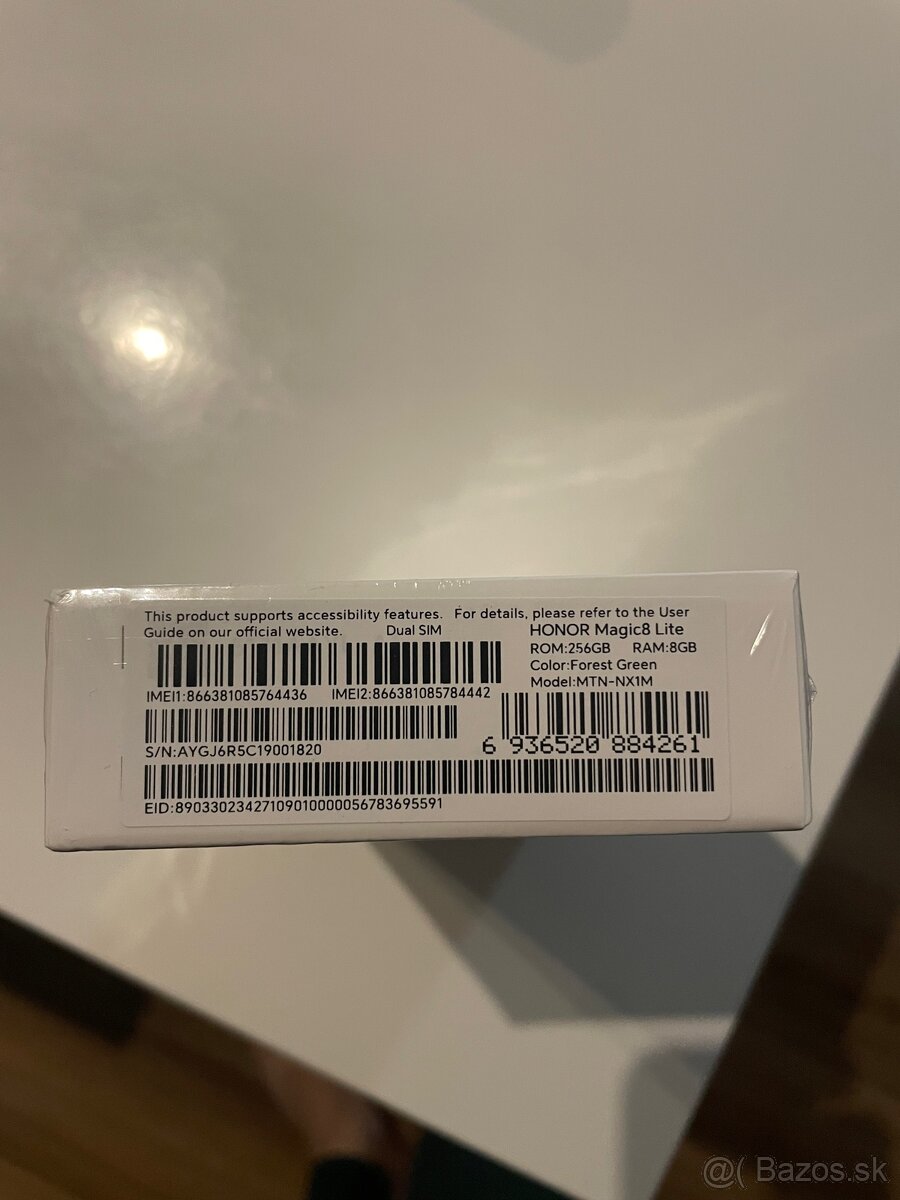 This product supports accessibility features. For details, please refer to the User
Guide on our official website. Dual SIM
HONOR Magic8 Lite
ROM:256GB RAM:8GB
Color:Forest Green
Model:MTN-NX1M
IMEI1:866381085764436 IMEI2:866381085784442
S/N:AYGJ6R5C19001820
6 936520 884261
EID:89033023427109010000056783695591
@( Bazos.sk